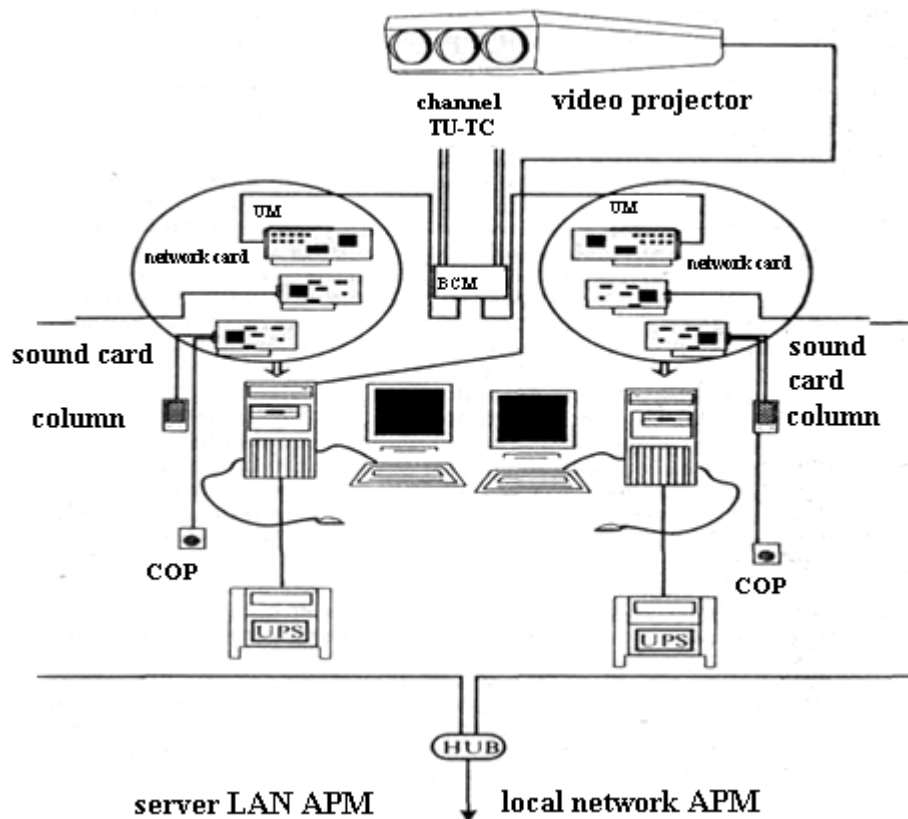 video projector
channel
TU-TC
UM
UM
network card
network card
BCM
sound card
sound
card
column
column
COP
COP
UPS
UPS
HUB
server LAN APM
local network APM